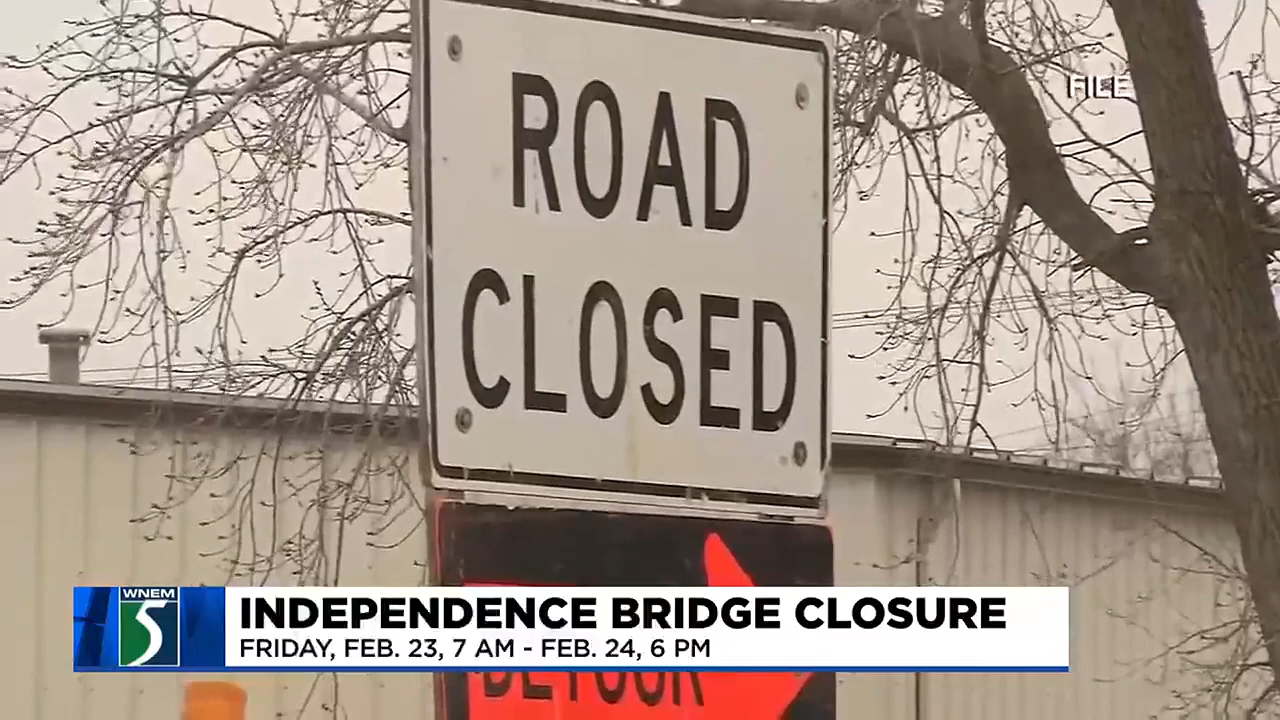 FILE
ROAD
CLOSED
WNEM
5
INDEPENDENCE BRIDGE CLOSURE
FRIDAY, FEB. 23, 7 AM - FEB. 24, 6 PM
DETOUR